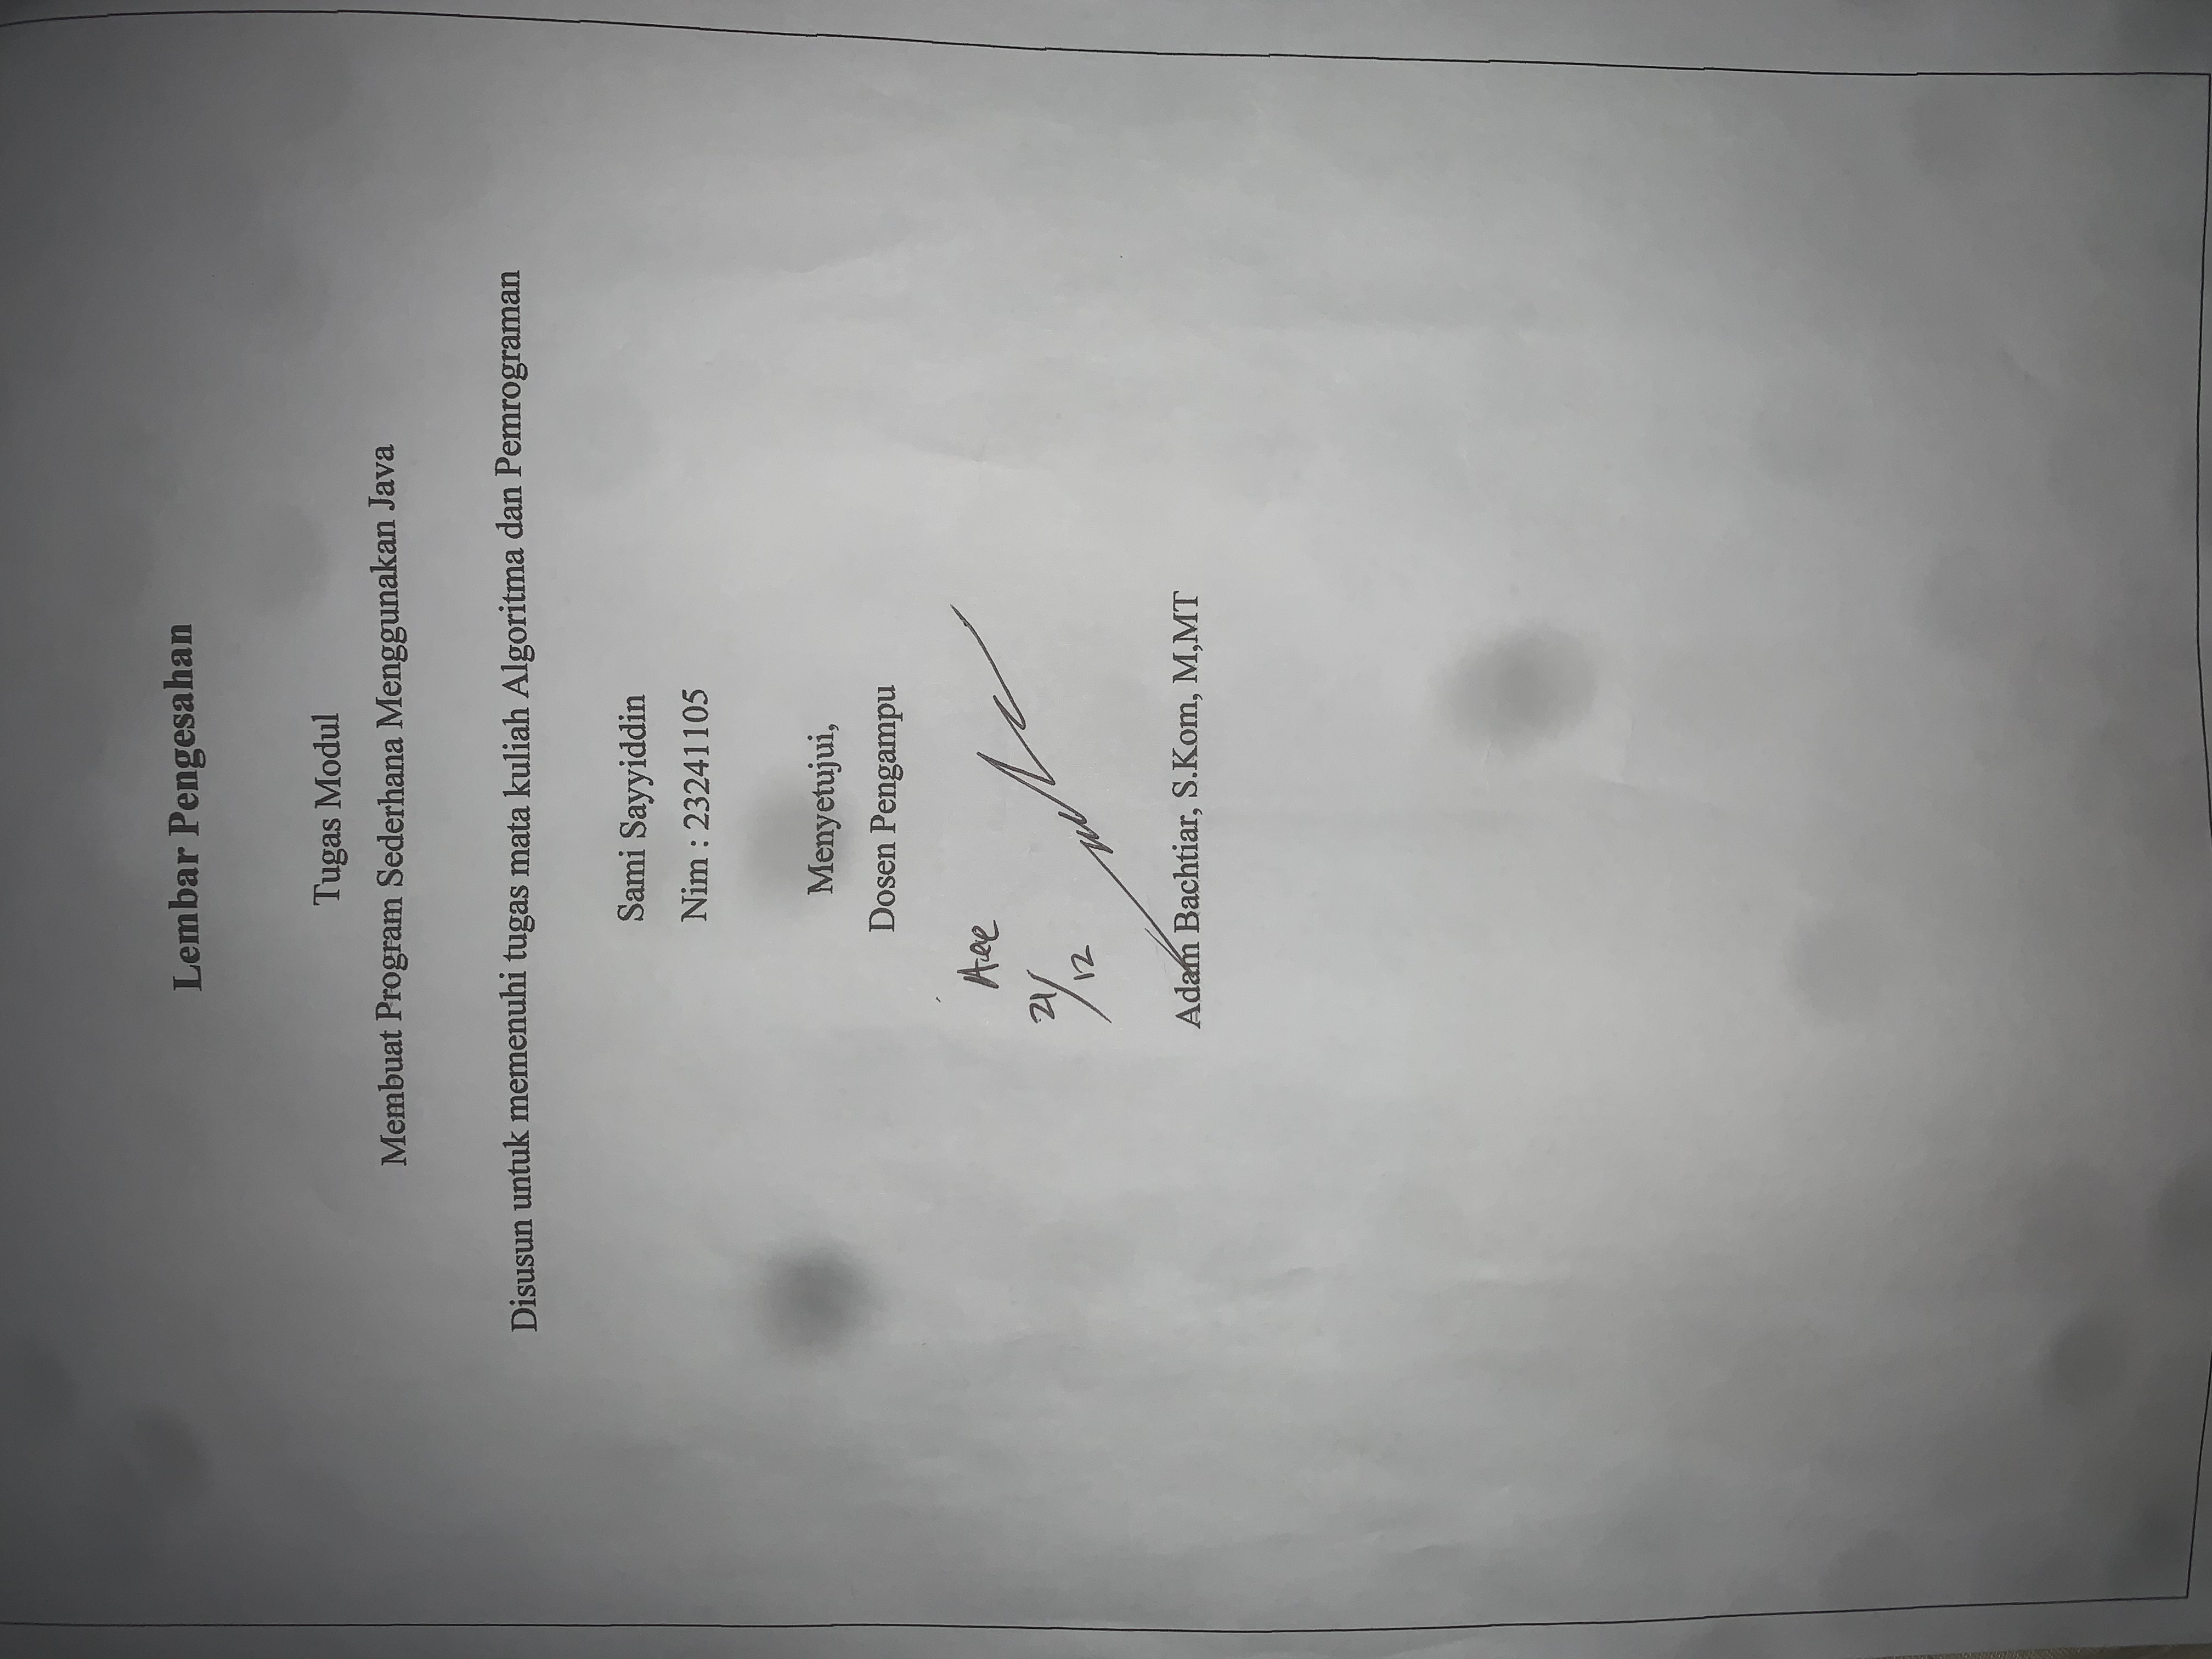 Lembar Pengesahan
Tugas Modul
Membuat Program Sederhana Menggunakan Java
Disusun untuk memenuhi tugas mata kuliah Algoritma dan Pemrograman
Sami Sayyiddin
Nim : 23241105
Menyetujui,
Dosen Pengampu
Acc
21/12
Adam Bachtiar, S.Kom, M,MT